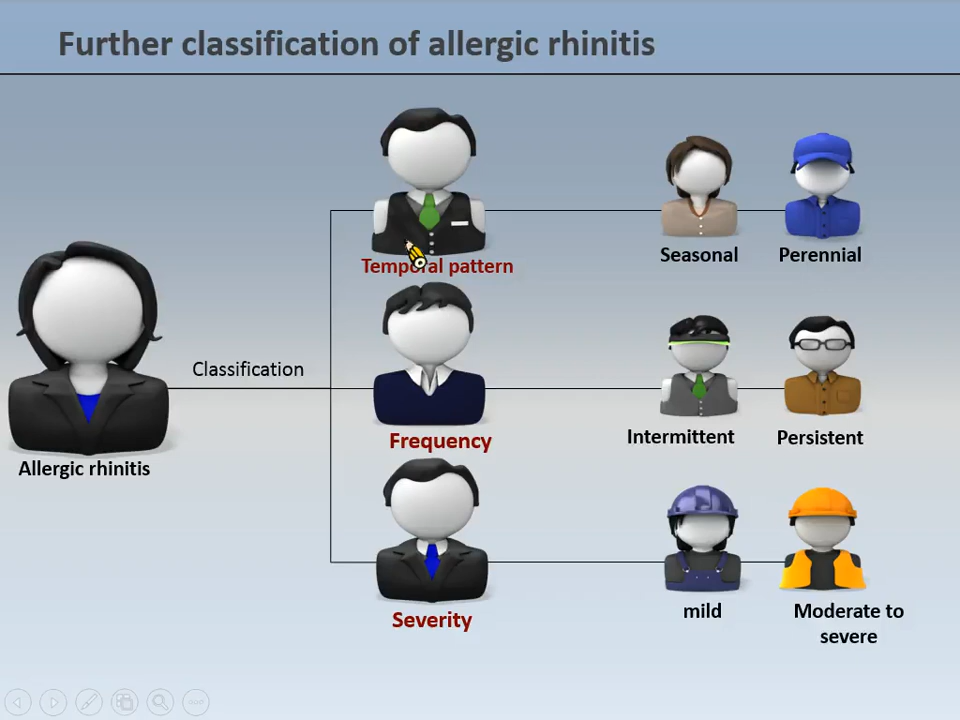 Further classification of allergic rhinitis
Seasonal
Perennial
Temporal pattern
Classification
Intermittent
Persistent
Frequency
Allergic rhinitis
mild
Moderate to
severe
Severity